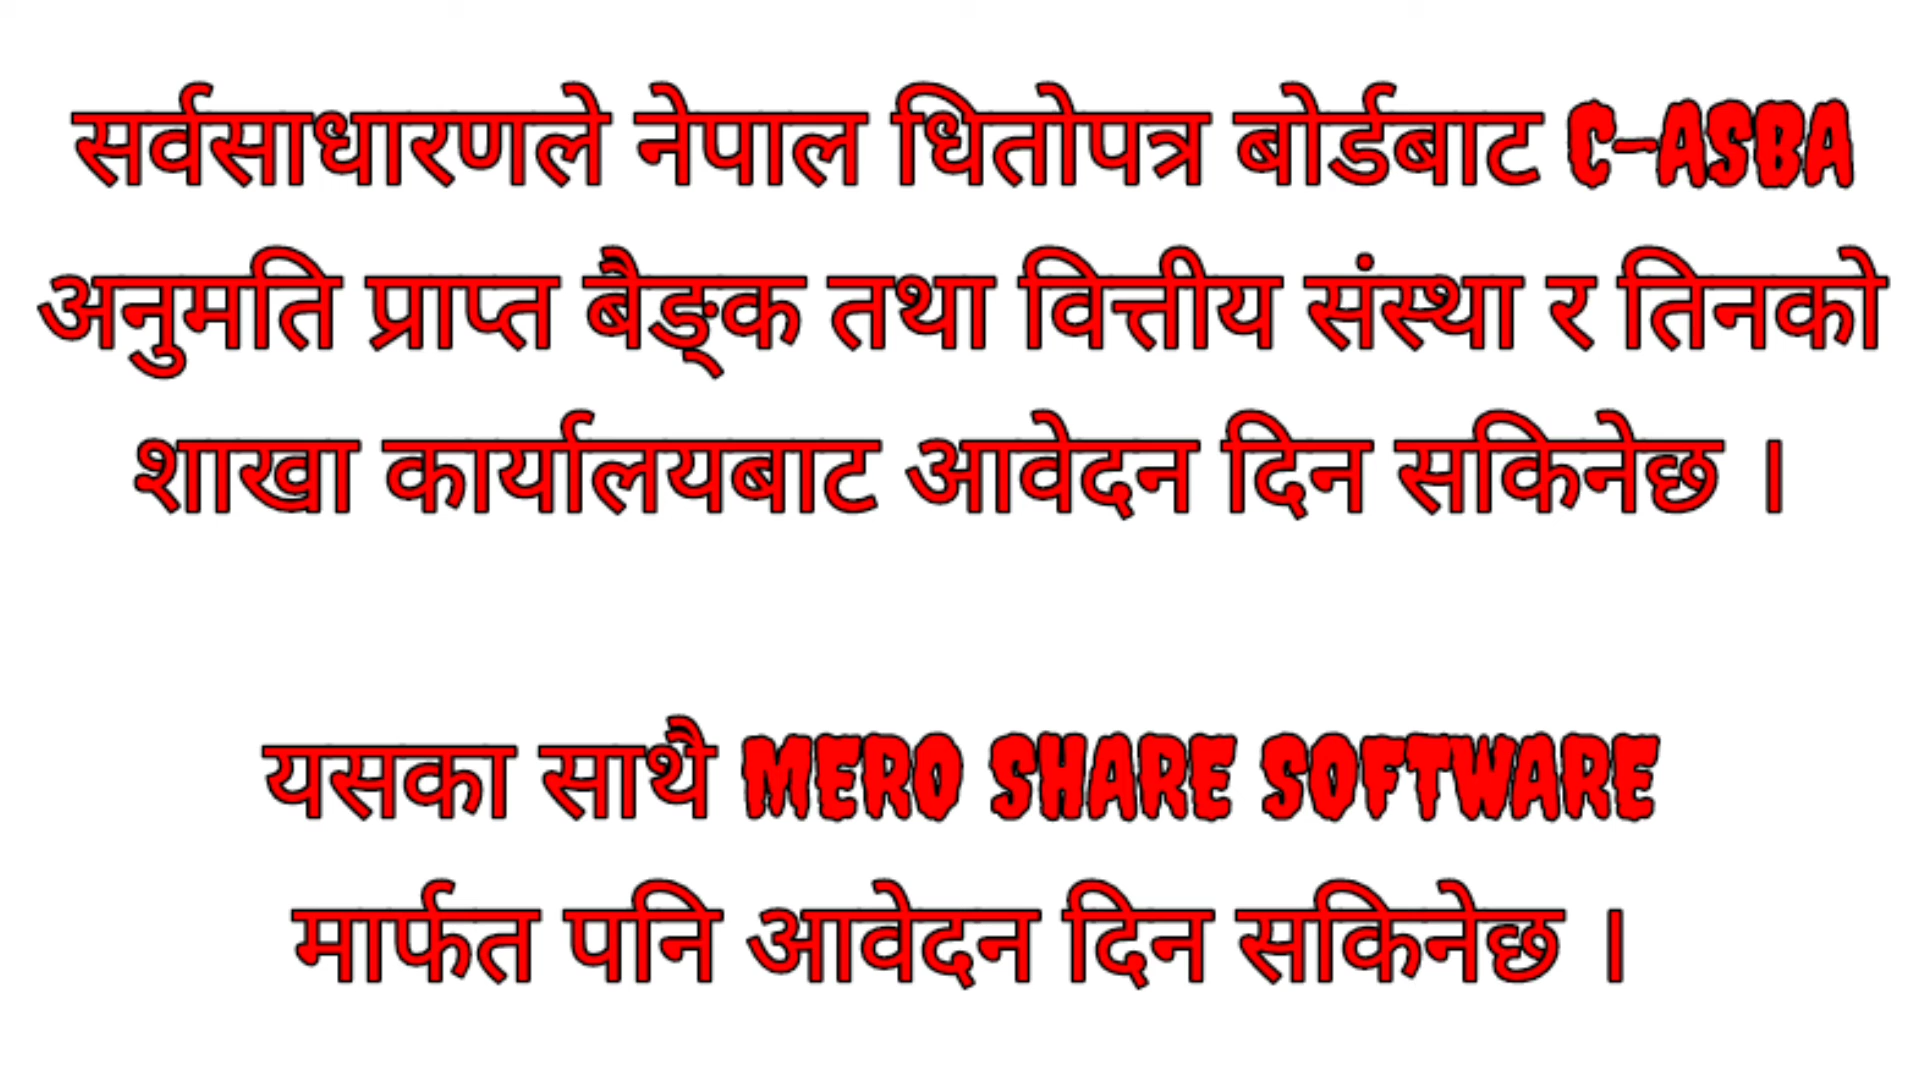 सर्वसाधारणले नेपाल धितोपत्र बोर्डबाट C-ASBA
अनुमति प्राप्त बैङ्क तथा वित्तीय संस्था र तिनको
शाखा कार्यालयबाट आवेदन दिन सकिनेछ ।
यसका साथै MERO SHARE SOFTWARE
मार्फत पनि आवेदन दिन सकिनेछ ।